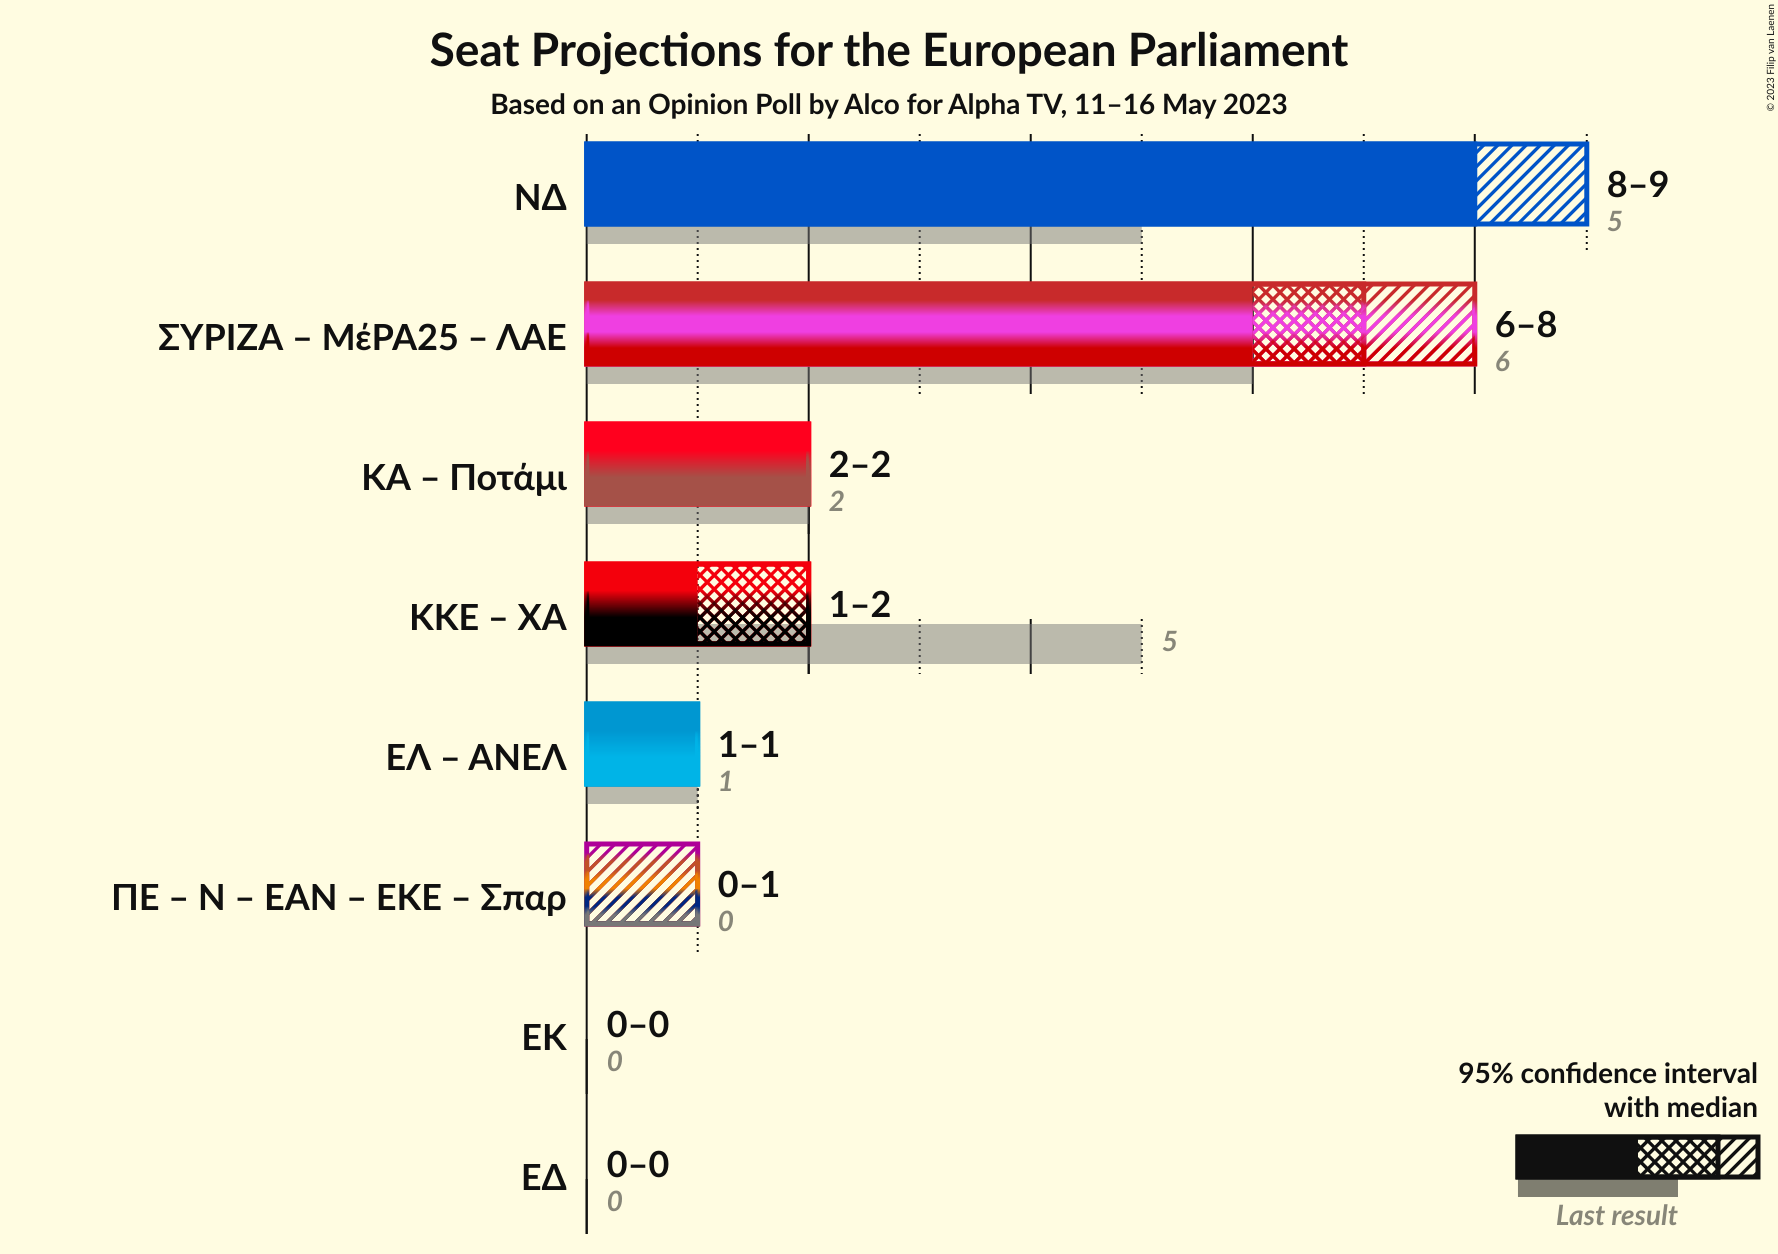 Seat Projections for the European Parliament
Based on an Opinion Poll by Alco for Alpha TV, 11–16 May 2023
© 2023 Filip van Laenen
ΝΔ
8–9
5
ΣΥΡΙΖΑ – ΜέΡΑ25 – ΛΑΕ
6–8
6
ΚΑ – Ποτάμι
2–2
2
ΚΚΕ – ΧΑ
1–2
5
ΕΛ – ΑΝΕΛ
1–1
1
ΠΕ – Ν – ΕΑΝ – ΕΚΕ – Σπαρ
0–1
0
ΕΚ
0–0
0
ΕΔ
0–0
0
95% confidence interval
with median
Last result